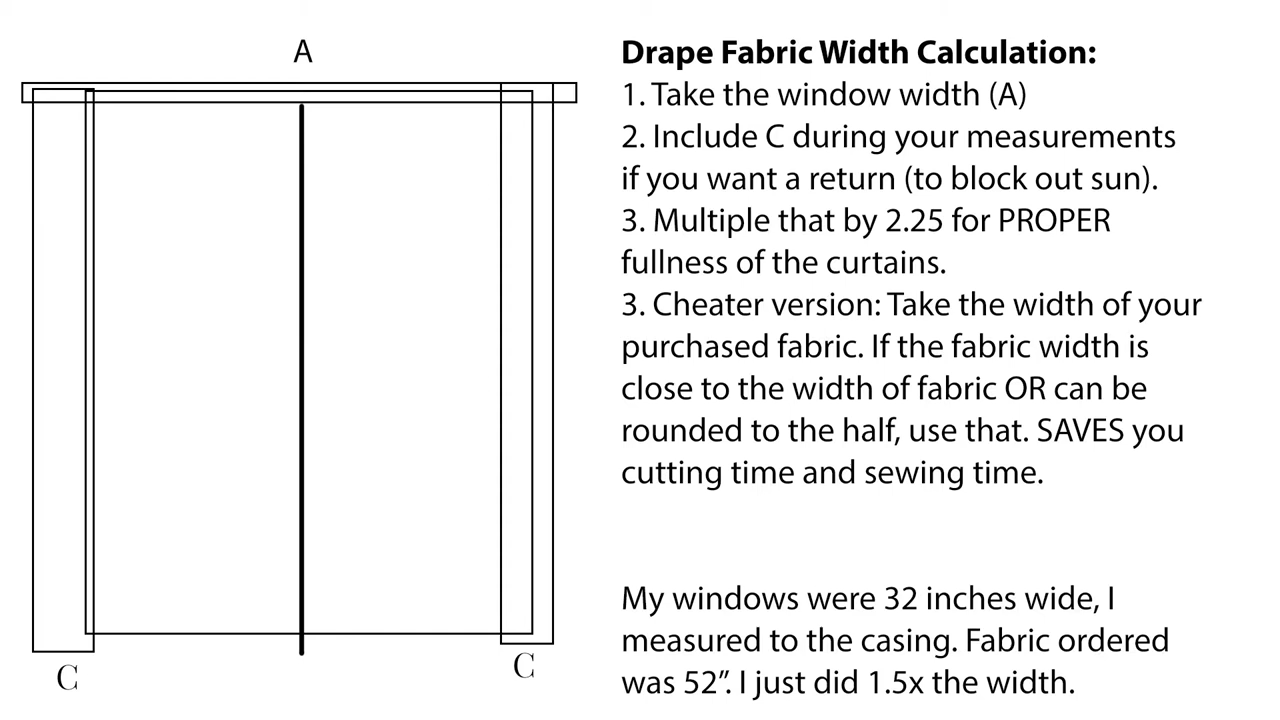 A
C
C
Drape Fabric Width Calculation:
1. Take the window width (A)
2. Include C during your measurements
if you want a return (to block out sun).
3. Multiple that by 2.25 for PROPER
fullness of the curtains.
3. Cheater version: Take the width of your
purchased fabric. If the fabric width is
close to the width of fabric OR can be
rounded to the half, use that. SAVES you
cutting time and sewing time.
My windows were 32 inches wide, I
measured to the casing. Fabric ordered
was 52”. I just did 1.5x the width.